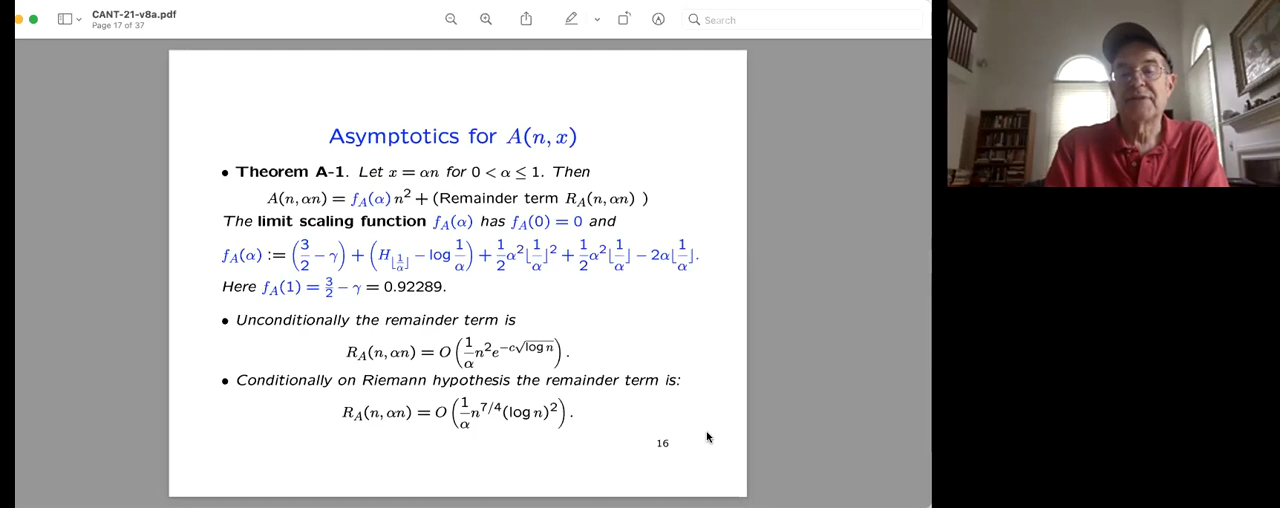 CANT-21-v8a.pdf
Page 17 of 37
Search
Asymptotics for A(n, x)
• Theorem A-1. Let x = αn for 0 < α ≤ 1. Then
A(n, αn) = f_A(α) n² + (Remainder term R_A(n, αn) )
The limit scaling function f_A(α) has f_A(0) = 0 and
f_A(α) := (3/2 − γ) + (H_{⌊1/α⌋} − log 1/α) + 1/2 α²⌊1/α⌋² + 1/2 α²⌊1/α⌋ − 2α⌊1/α⌋.
Here f_A(1) = 3/2 − γ = 0.92289.
• Unconditionally the remainder term is
R_A(n, αn) = O(1/α n² e^{−c√log n}).
• Conditionally on Riemann hypothesis the remainder term is:
R_A(n, αn) = O(1/α n^{7/4}(log n)²).
16